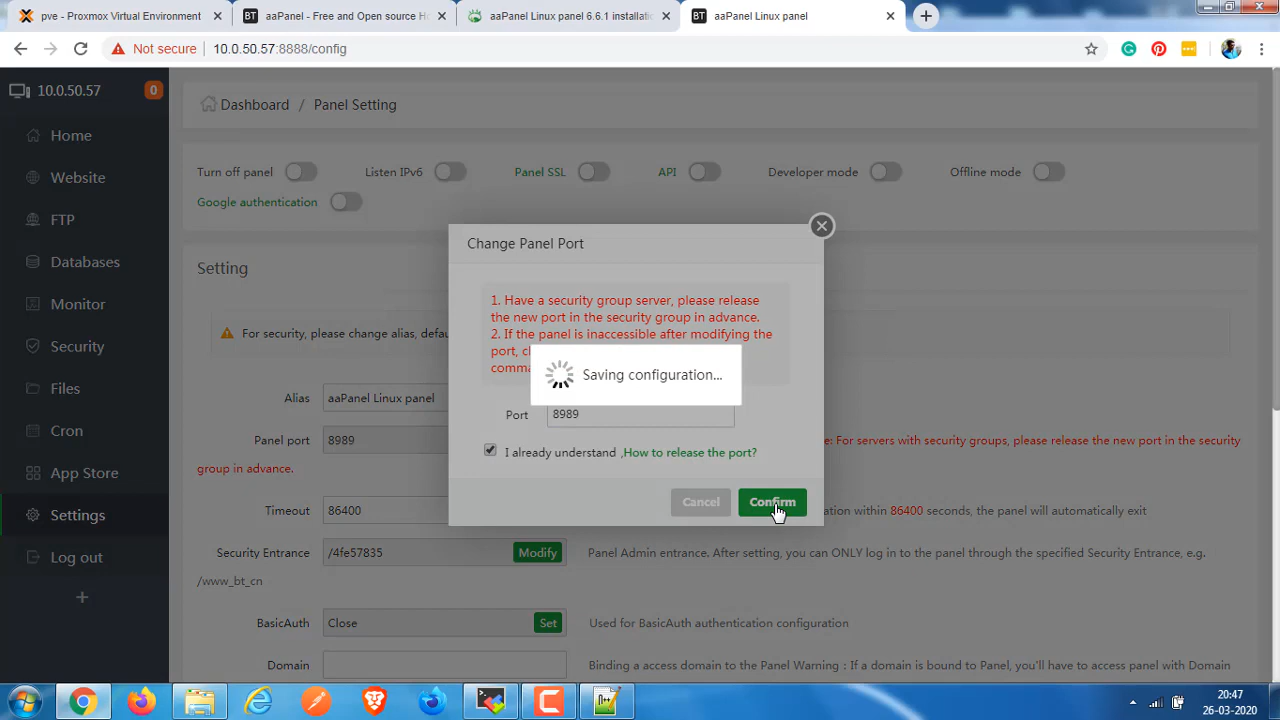 pve - Proxmox Virtual Environment
aaPanel - Free and Open source H
aaPanel Linux panel 6.6.1 installati
aaPanel Linux panel
Not secure
10.0.50.57:8888/config
10.0.50.57
0
Dashboard / Panel Setting
Home
Website
FTP
Databases
Monitor
Security
Files
Cron
App Store
Settings
Log out
Turn off panel
Listen IPv6
Panel SSL
API
Developer mode
Offline mode
Google authentication
Setting
For security, please change alias, defau
Change Panel Port
1. Have a security group server, please release
the new port in the security group in advance.
2. If the panel is inaccessible after modifying the
port, c
comma
Saving configuration...
Port 8989
I already understand ,How to release the port?
Cancel
Confirm
Alias aaPanel Linux panel
Panel port 8989
: For servers with security groups, please release the new port in the security
group in advance.
Timeout 86400
ation within 86400 seconds, the panel will automatically exit
Security Entrance /4fe57835 Modify Panel Admin entrance. After setting, you can ONLY log in to the panel through the specified Security Entrance, e.g.
/www_bt_cn
BasicAuth Close Set Used for BasicAuth authentication configuration
Domain Binding a access domain to the Panel Warning : If a domain is bound to Panel, you'll have to access panel with Domain
20:47
26-03-2020